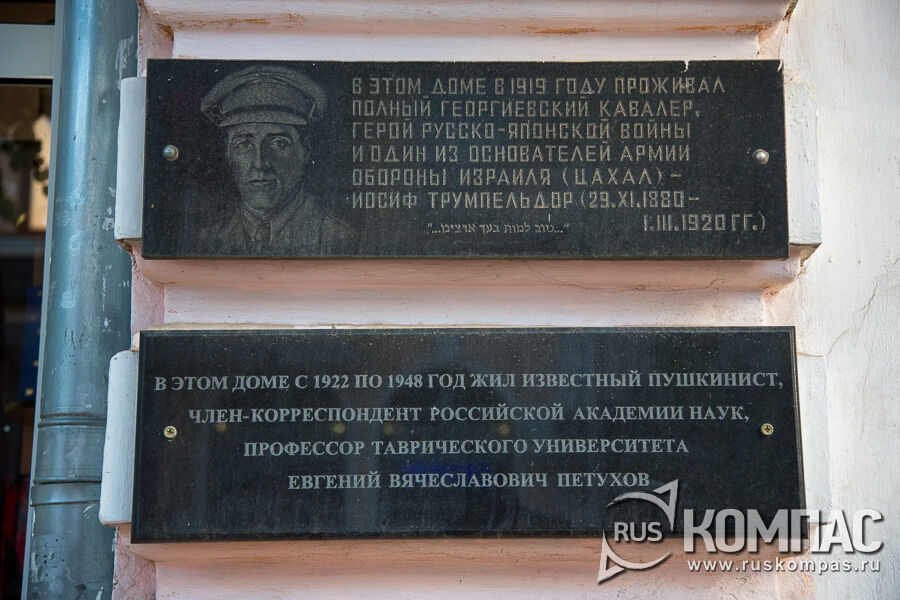 В ЭТОМ ДОМЕ В 1919 ГОДУ ПРОЖИВАЛ
ПОЛНЫЙ ГЕОРГИЕВСКИЙ КАВАЛЕР,
ГЕРОЙ РУССКО-ЯПОНСКОЙ ВОЙНЫ
И ОДИН ИЗ ОСНОВАТЕЛЕЙ АРМИИ
ОБОРОНЫ ИЗРАИЛЯ (ЦАХАЛ) –
ИОСИФ ТРУМПЕЛЬДОР (29.XI.1880–
1.III.1920 ГГ.)
"...טוב למות בעד ארצינו..."
В ЭТОМ ДОМЕ С 1922 ПО 1948 ГОД ЖИЛ ИЗВЕСТНЫЙ ПУШКИНИСТ,
ЧЛЕН-КОРРЕСПОНДЕНТ РОССИЙСКОЙ АКАДЕМИИ НАУК,
ПРОФЕССОР ТАВРИЧЕСКОГО УНИВЕРСИТЕТА
ЕВГЕНИЙ ВЯЧЕСЛАВОВИЧ ПЕТУХОВ
RUS КОМПАС
www.ruskompas.ru